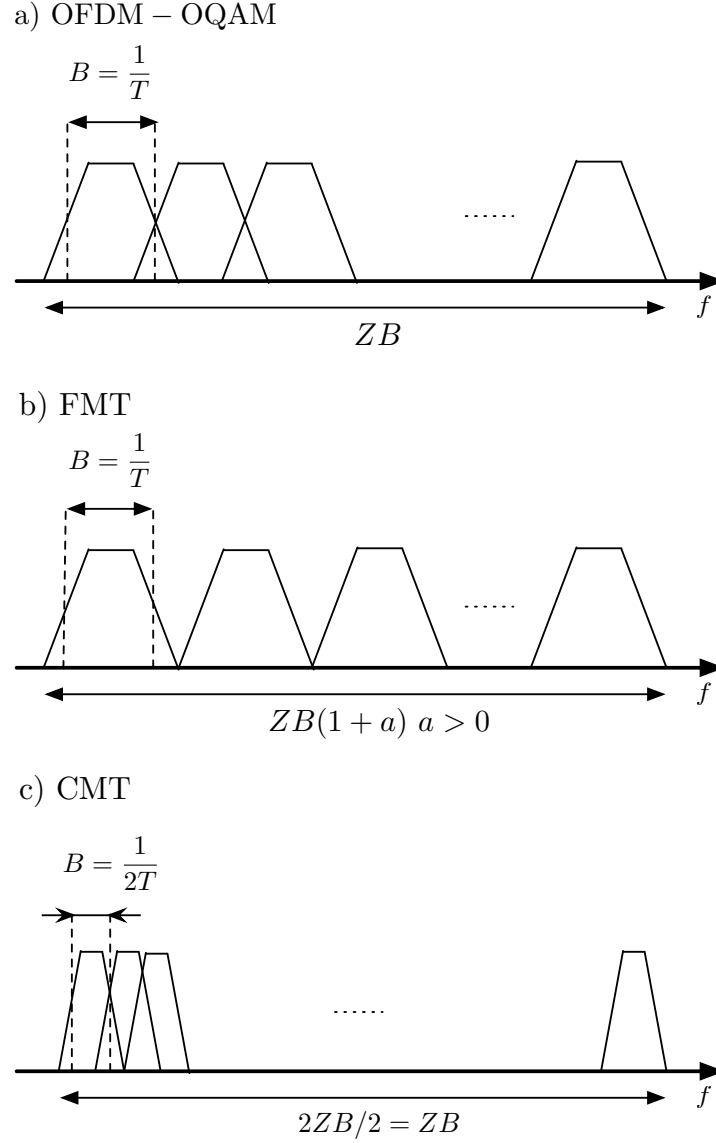 a) OFDM – OQAM
B = 1/T
......
f
ZB
b) FMT
B = 1/T
......
f
ZB(1 + a) a > 0
c) CMT
B = 1/2T
......
f
2ZB/2 = ZB